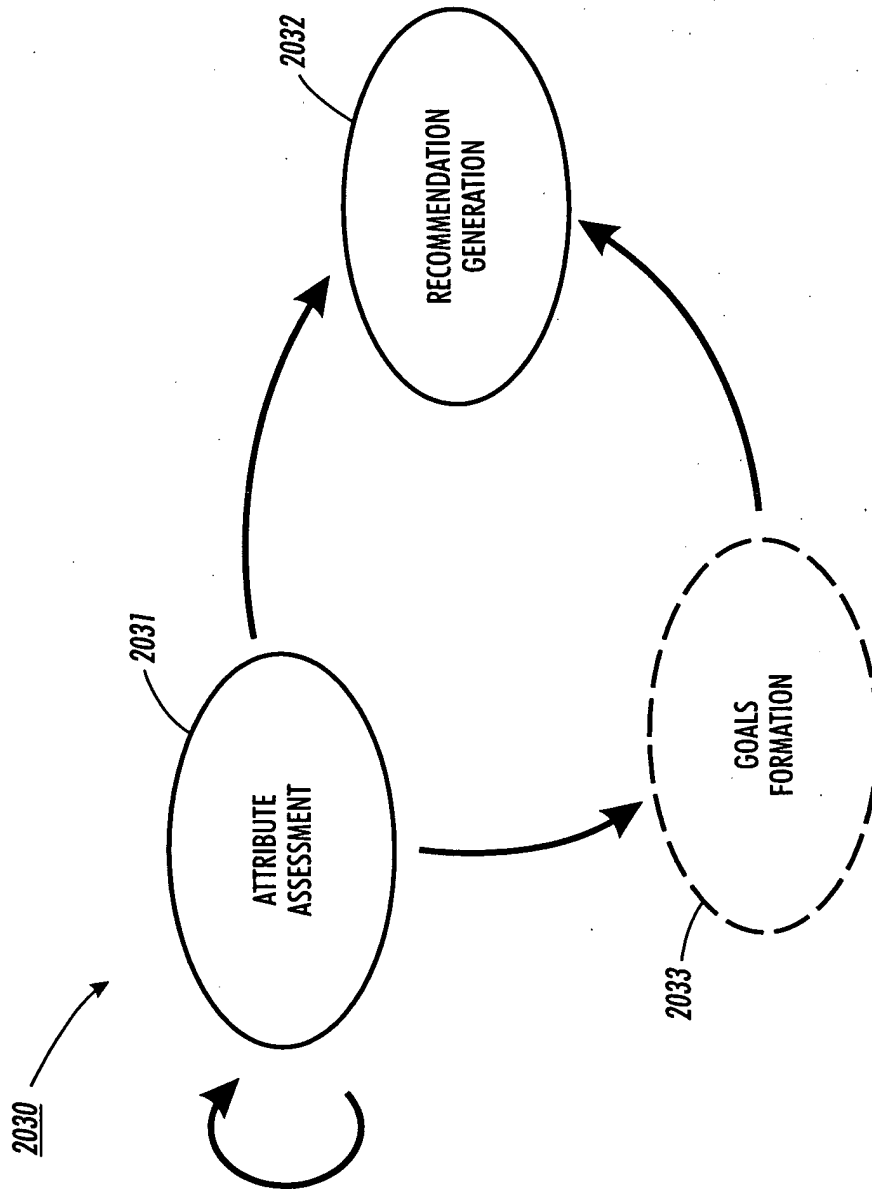 2030
2031
ATTRIBUTE
ASSESSMENT
2032
RECOMMENDATION
GENERATION
2033
GOALS
FORMATION